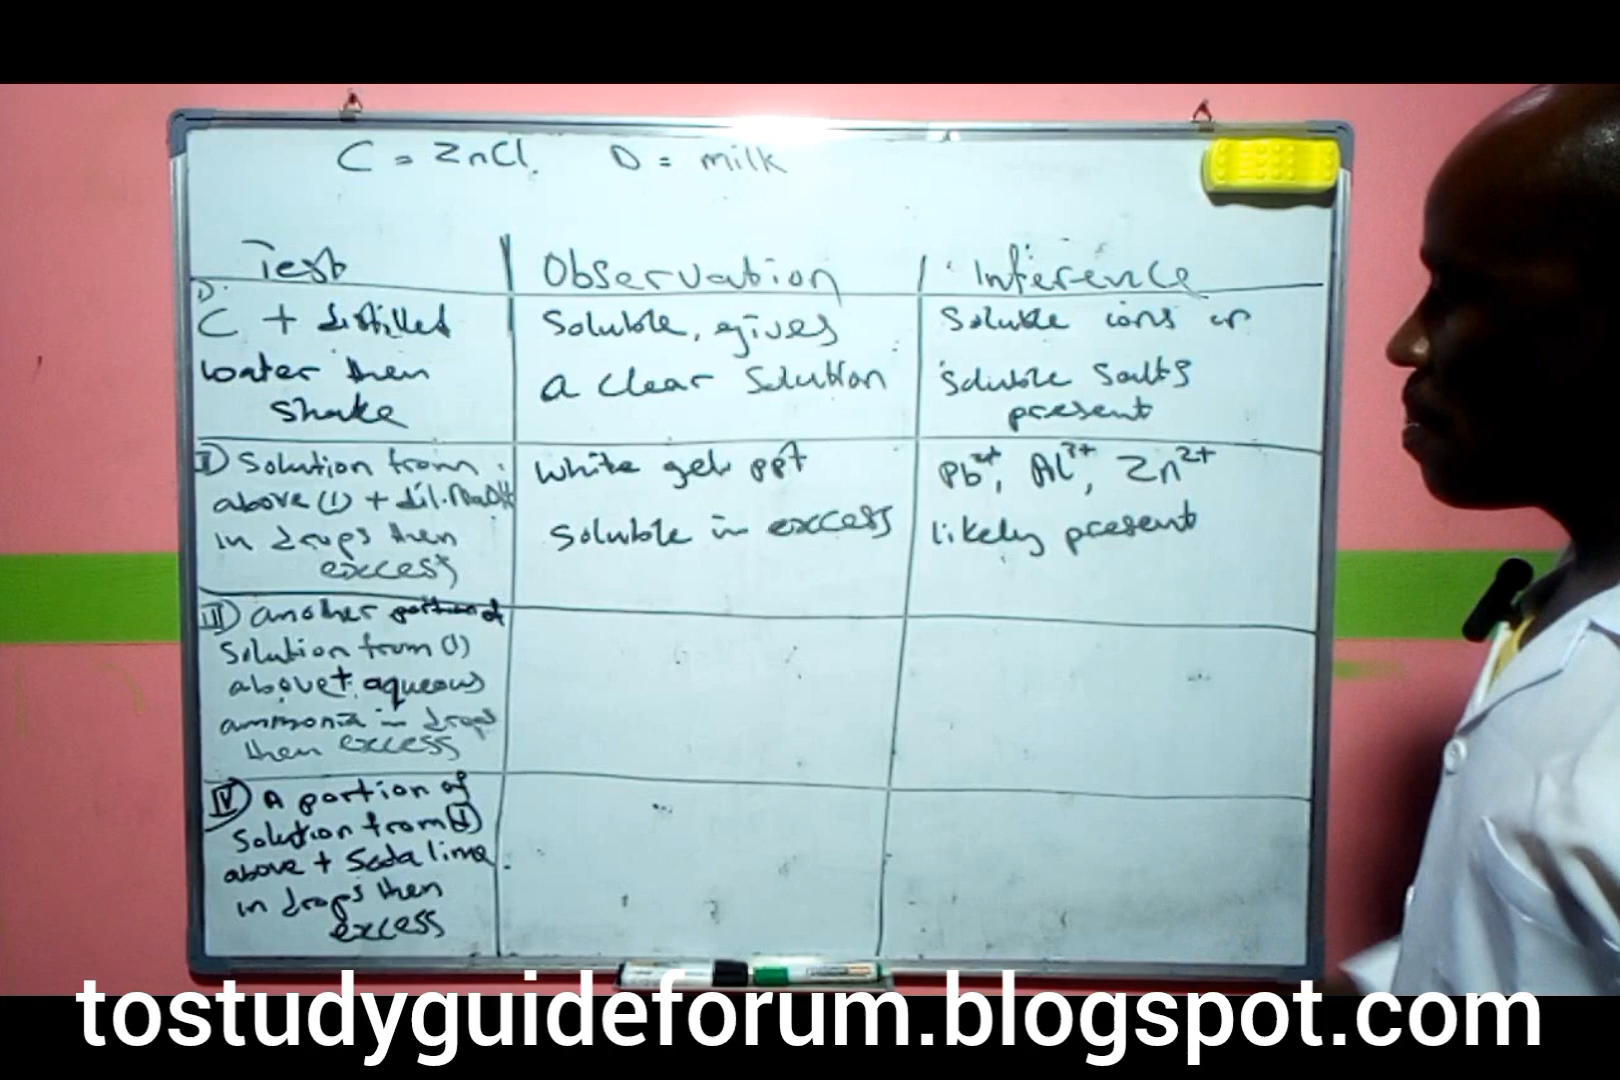 C = ZnCl. D = milk
Test
Observation
Inference
I).
C + distilled
water then
shake
Soluble, gives
a clear solution
Soluble ions or
soluble salts
present
II) Solution from
above (I) + dil. NaOH
in drops then
excess
White gel ppt
Soluble in excess
Pb²⁺, Al³⁺, Zn²⁺
likely present
III) another portion of
solution from (I)
above + aqueous
ammonia in drops
then excess
IV) A portion of
solution from (I)
above + Soda lime
in drops then
excess
tostudyguideforum.blogspot.com